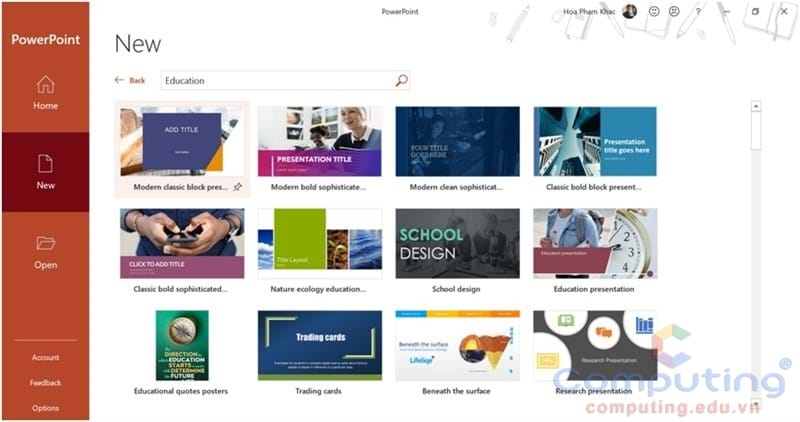 PowerPoint
Hoa Pham Khac
PowerPoint
New
Back
Education
Home
New
Open
Account
Feedback
Options
ADD TITLE
Modern classic block pres...
PRESENTATION TITLE
Modern bold sophisticate...
YOUR TITLE
GOES HERE
Modern clean sophisticat...
Presentation
title goes here
Classic bold block present...
CLICK TO ADD TITLE
Classic bold sophisticated...
Title Layout
Nature ecology education...
SCHOOL
DESIGN
School design
Education presentation
Education presentation
The
DIRECTION in
which EDUCATION
STARTS a man
will DETERMINE
his FUTURE
Educational quotes posters
Trading cards
Trading cards
Beneath the surface
Lifeliqe
Beneath the surface
Research Presentation
Research presentation
Computing®
computing.edu.vn